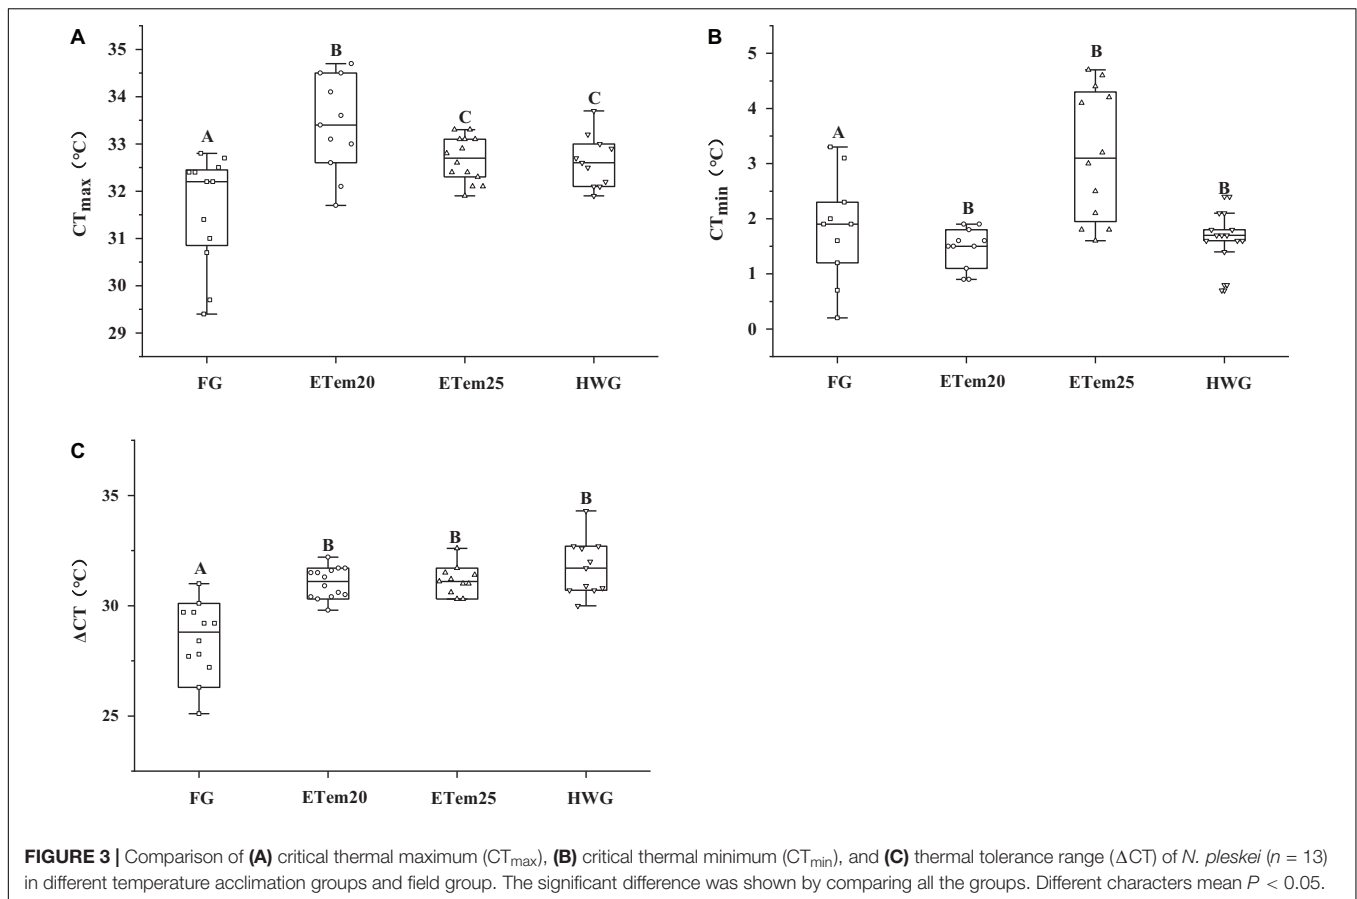 A
CTmax (°C)
35
34
33
32
31
30
29
A
B
C
C
FG
ETem20
ETem25
HWG
B
CTmin (°C)
5
4
3
2
1
0
A
B
B
B
FG
ETem20
ETem25
HWG
C
ΔCT (°C)
35
30
25
A
B
B
B
FG
ETem20
ETem25
HWG
FIGURE 3 | Comparison of (A) critical thermal maximum (CTmax), (B) critical thermal minimum (CTmin), and (C) thermal tolerance range (ΔCT) of N. pleskei (n = 13)
in different temperature acclimation groups and field group. The significant difference was shown by comparing all the groups. Different characters mean P < 0.05.